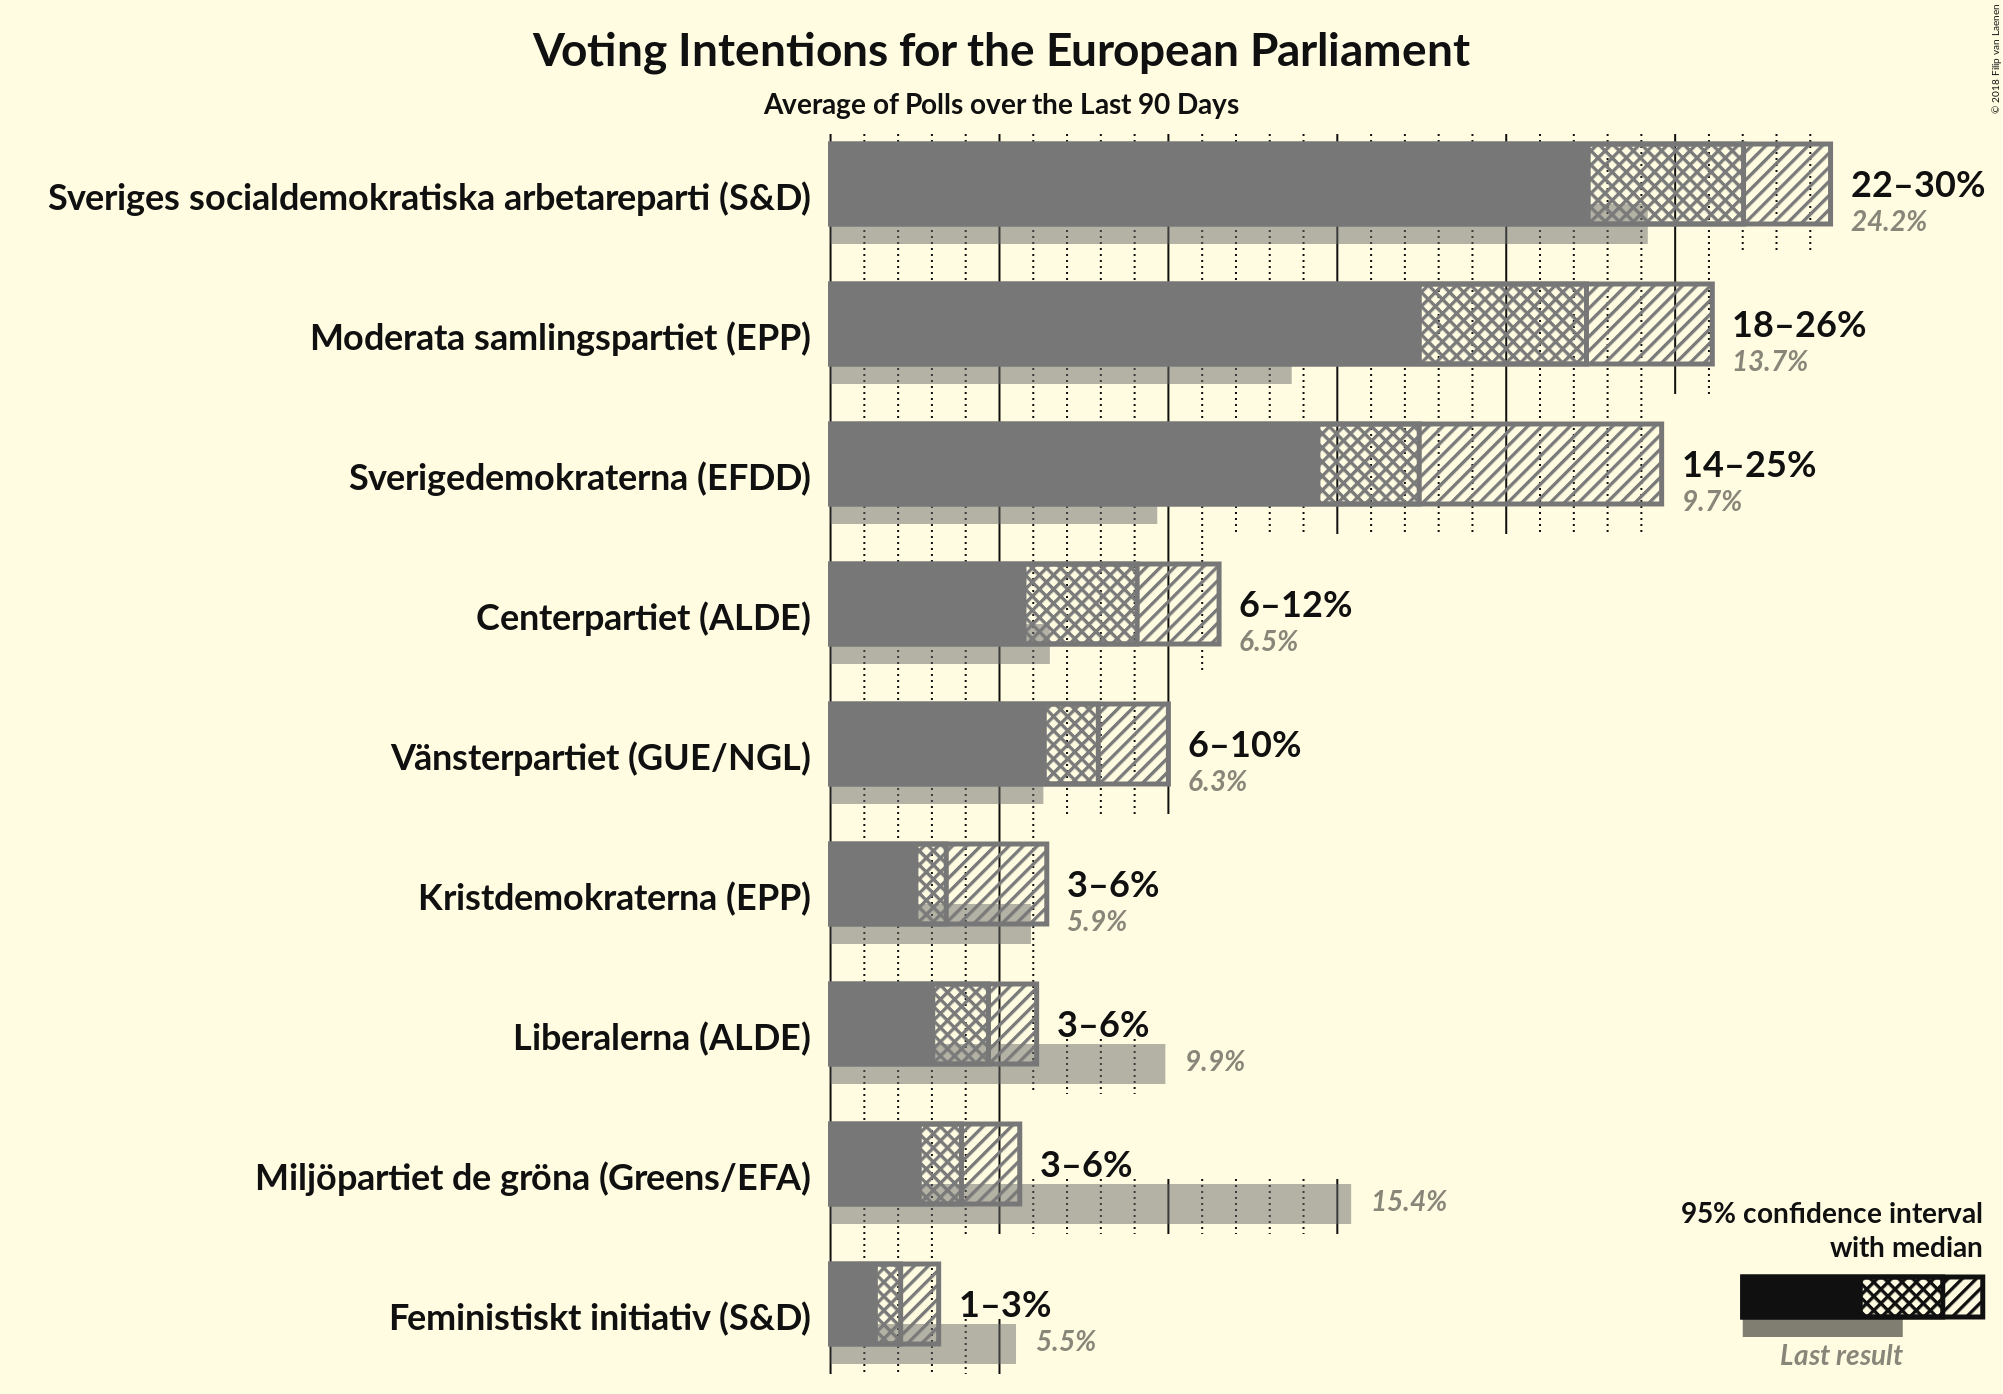 Voting Intentions for the European Parliament
Average of Polls over the Last 90 Days
© 2018 Filip van Laenen
Sveriges socialdemokratiska arbetareparti (S&D)
22–30%
24.2%
Moderata samlingspartiet (EPP)
18–26%
13.7%
Sverigedemokraterna (EFDD)
14–25%
9.7%
Centerpartiet (ALDE)
6–12%
6.5%
Vänsterpartiet (GUE/NGL)
6–10%
6.3%
Kristdemokraterna (EPP)
3–6%
5.9%
Liberalerna (ALDE)
3–6%
9.9%
Miljöpartiet de gröna (Greens/EFA)
3–6%
15.4%
Feministiskt initiativ (S&D)
1–3%
5.5%
95% confidence interval
with median
Last result